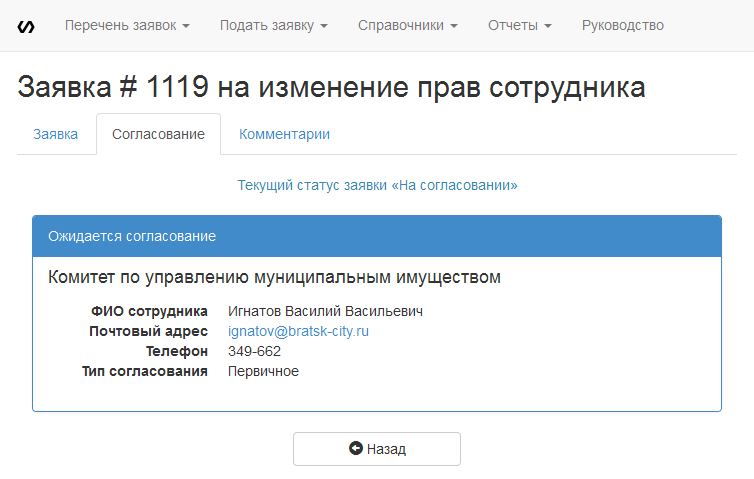 Перечень заявок Подать заявку Справочники Отчеты Руководство
Заявка # 1119 на изменение прав сотрудника
Заявка Согласование Комментарии
Текущий статус заявки «На согласовании»
Ожидается согласование
Комитет по управлению муниципальным имуществом
ФИО сотрудника Игнатов Василий Васильевич
Почтовый адрес ignatov@bratsk-city.ru
Телефон 349-662
Тип согласования Первичное
Назад